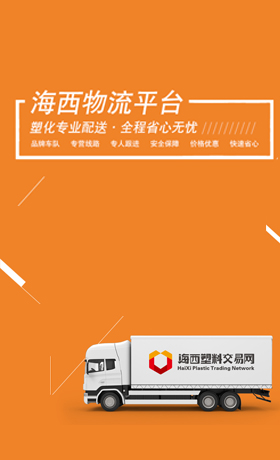 海西物流平台
塑化专业配送·全程省心无忧
品牌车队 专营线路 专人跟进 安全保障 价格优惠 快速省心
海西塑料交易网
HaiXi Plastic Trading Network